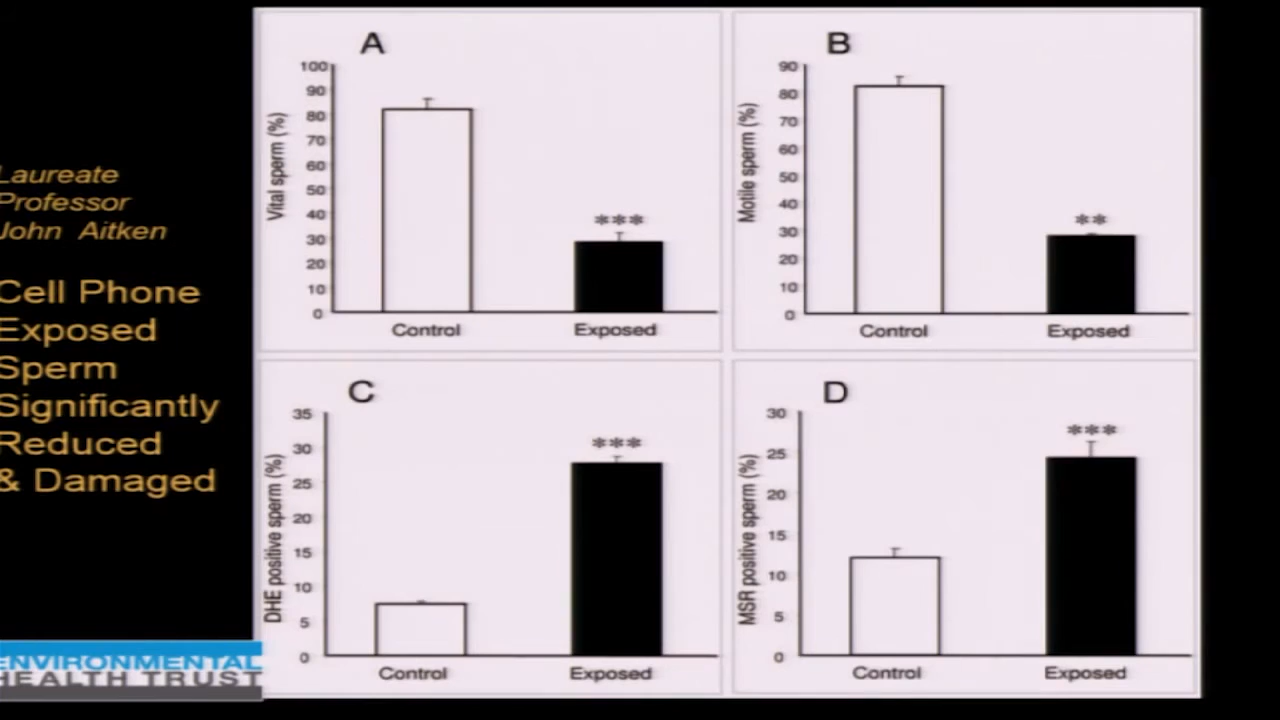 Laureate
Professor
John Aitken
Cell Phone
Exposed
Sperm
Significantly
Reduced
& Damaged
ENVIRONMENTAL
HEALTH TRUST
A
Vital sperm (%)
100
90
80
70
60
50
40
30
20
10
0
***
Control Exposed
B
Motile sperm (%)
90
80
70
60
50
40
30
20
10
0
**
Control Exposed
C
DHE positive sperm (%)
35
30
25
20
15
10
5
0
***
Control Exposed
D
MSR positive sperm (%)
30
25
20
15
10
5
0
***
Control Exposed